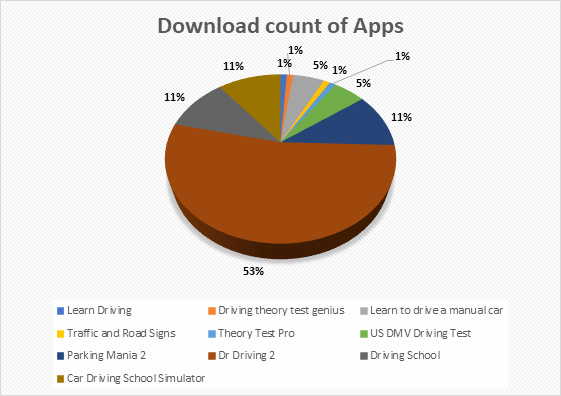 Download count of Apps
1%
1%
5%
1%
1%
5%
11%
53%
11%
11%
Learn Driving
Driving theory test genius
Learn to drive a manual car
Traffic and Road Signs
Theory Test Pro
US DMV Driving Test
Parking Mania 2
Dr Driving 2
Driving School
Car Driving School Simulator